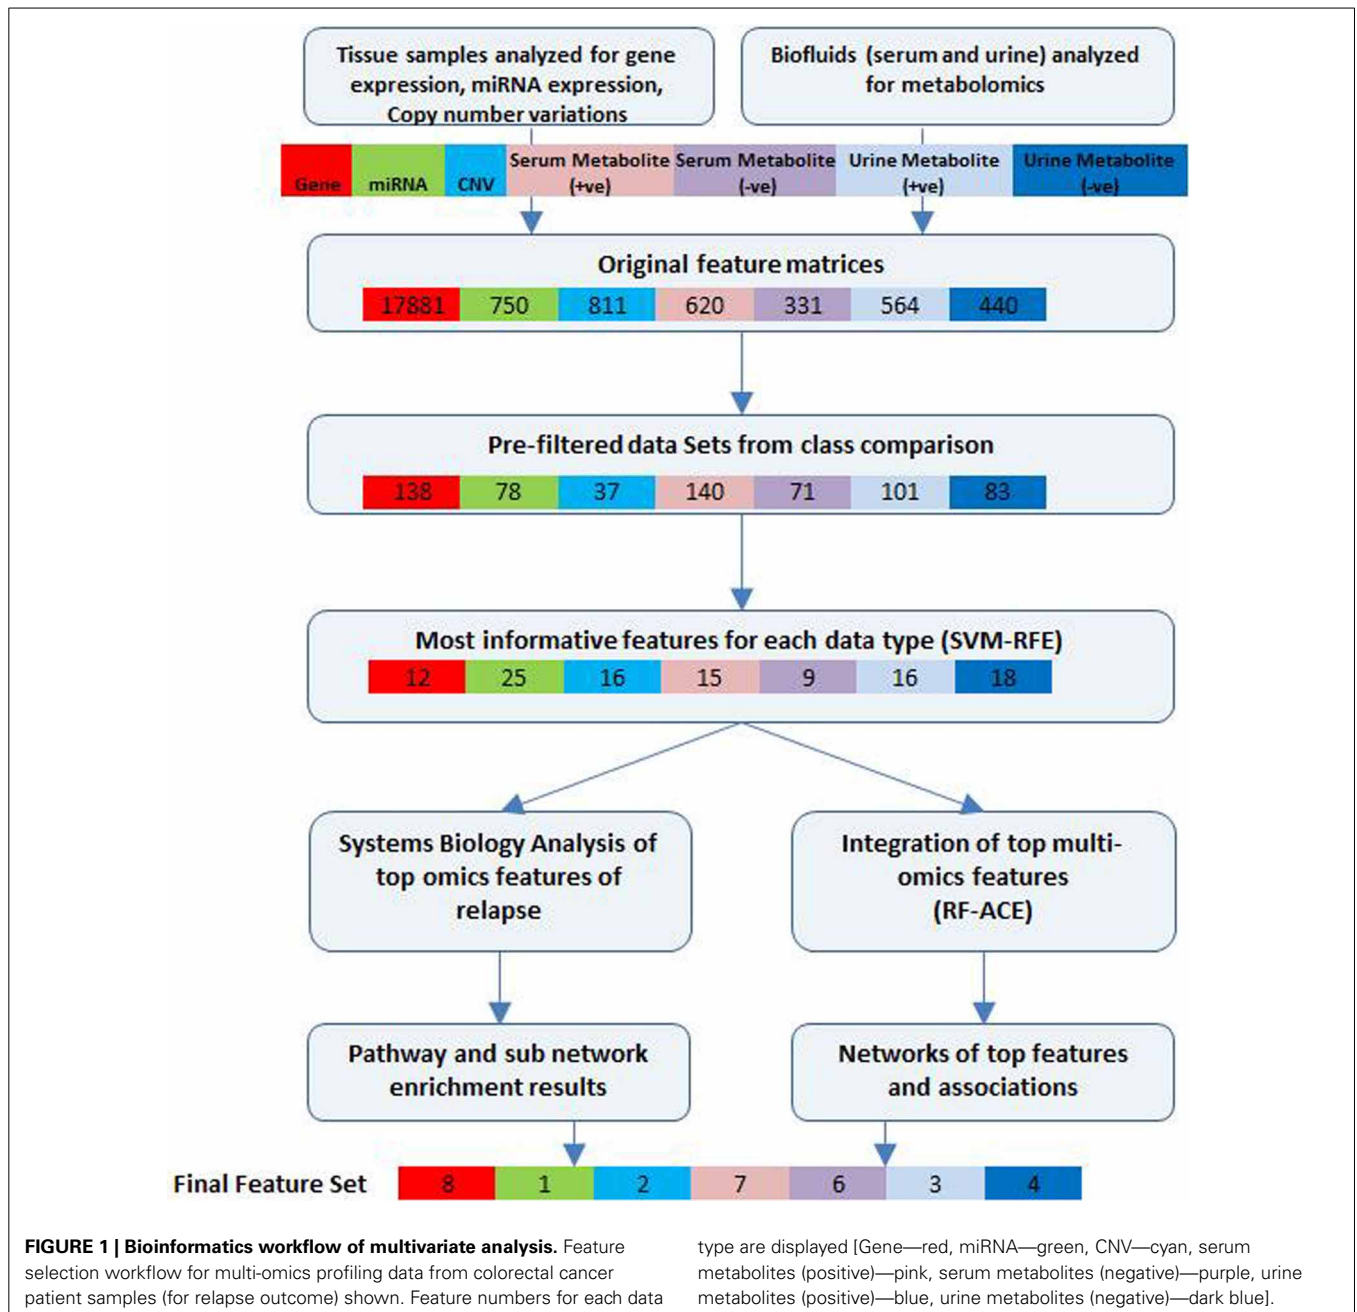 Tissue samples analyzed for gene
expression, miRNA expression,
Copy number variations
Biofluids (serum and urine) analyzed
for metabolomics
Gene
miRNA
CNV
Serum Metabolite
(+ve)
Serum Metabolite
(-ve)
Urine Metabolite
(+ve)
Urine Metabolite
(-ve)
Original feature matrices
17881 750 811 620 331 564 440
Pre-filtered data Sets from class comparison
138 78 37 140 71 101 83
Most informative features for each data type (SVM-RFE)
12 25 16 15 9 16 18
Systems Biology Analysis of
top omics features of
relapse
Integration of top multi-
omics features
(RF-ACE)
Pathway and sub network
enrichment results
Networks of top features
and associations
Final Feature Set 8 1 2 7 6 3 4
FIGURE 1 | Bioinformatics workflow of multivariate analysis. Feature
selection workflow for multi-omics profiling data from colorectal cancer
patient samples (for relapse outcome) shown. Feature numbers for each data
type are displayed [Gene—red, miRNA—green, CNV—cyan, serum
metabolites (positive)—pink, serum metabolites (negative)—purple, urine
metabolites (positive)—blue, urine metabolites (negative)—dark blue].